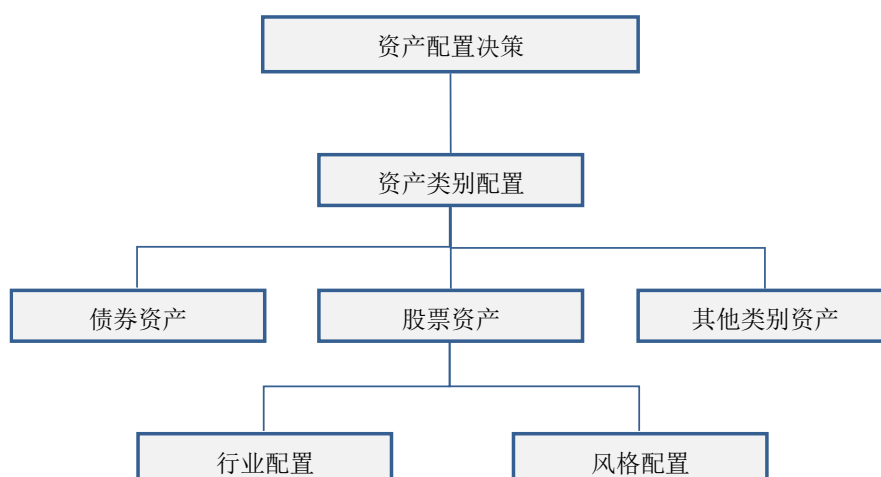 资产配置决策
资产类别配置
债券资产
股票资产
其他类别资产
行业配置
风格配置